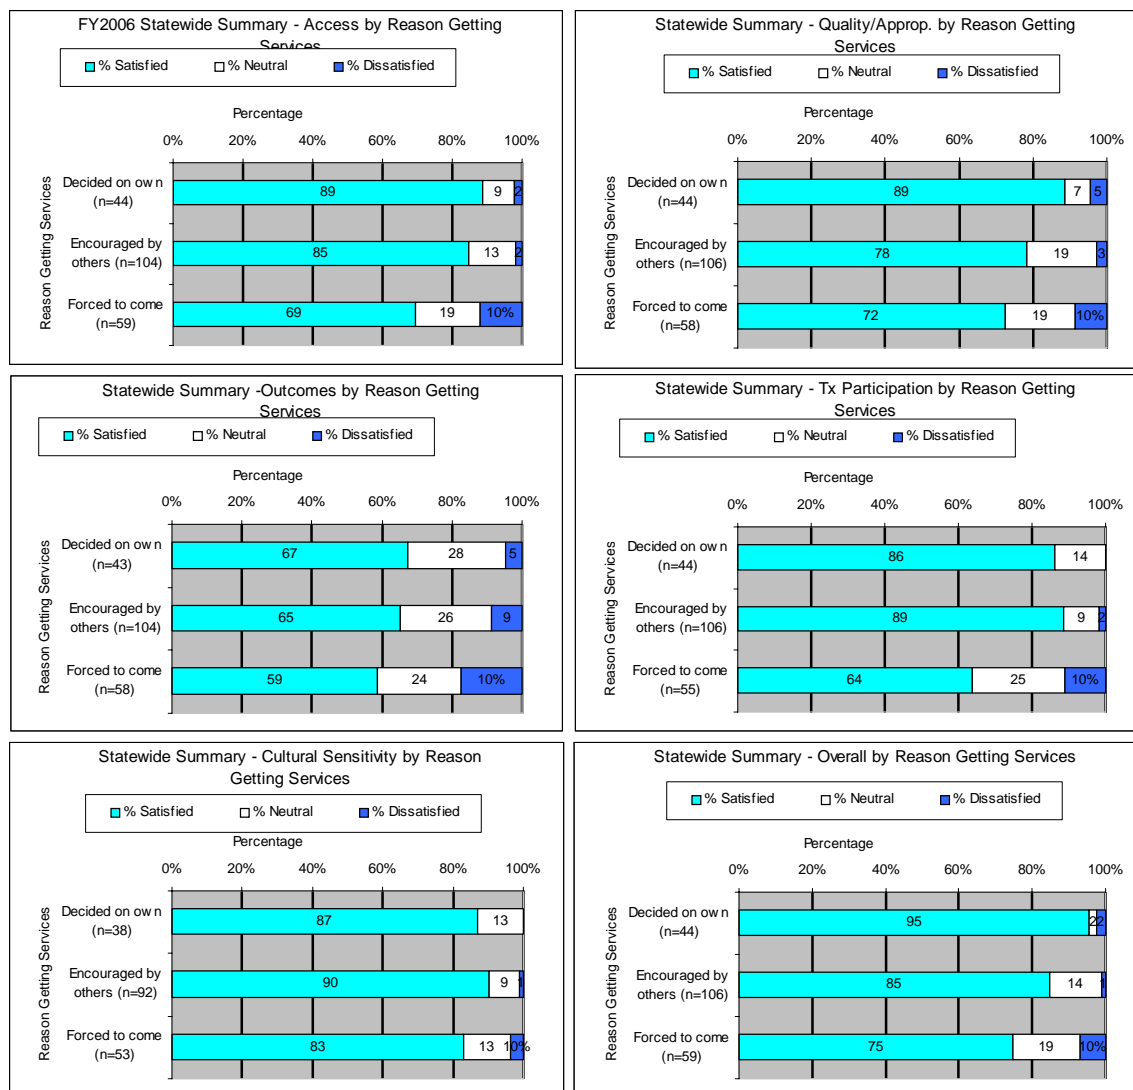 FY2006 Statewide Summary - Access by Reason Getting
Services
% Satisfied % Neutral % Dissatisfied
Percentage
0% 20% 40% 60% 80% 100%
Reason Getting Services
Decided on own
(n=44)
89 9 2
Encouraged by
others (n=104)
85 13 2
Forced to come
(n=59)
69 19 10%
Statewide Summary - Quality/Approp. by Reason Getting
Services
% Satisfied % Neutral % Dissatisfied
Percentage
0% 20% 40% 60% 80% 100%
Reason Getting Services
Decided on own
(n=44)
89 7 5
Encouraged by
others (n=106)
78 19 3
Forced to come
(n=58)
72 19 10%
Statewide Summary -Outcomes by Reason Getting
Services
% Satisfied % Neutral % Dissatisfied
Percentage
0% 20% 40% 60% 80% 100%
Reason Getting Services
Decided on own
(n=43)
67 28 5
Encouraged by
others (n=104)
65 26 9
Forced to come
(n=58)
59 24 10%
Statewide Summary - Tx Participation by Reason Getting
Services
% Satisfied % Neutral % Dissatisfied
Percentage
0% 20% 40% 60% 80% 100%
Reason Getting Services
Decided on own
(n=44)
86 14
Encouraged by
others (n=106)
89 9 2
Forced to come
(n=55)
64 25 10%
Statewide Summary - Cultural Sensitivity by Reason
Getting Services
% Satisfied % Neutral % Dissatisfied
Percentage
0% 20% 40% 60% 80% 100%
Reason Getting Services
Decided on own
(n=38)
87 13
Encouraged by
others (n=92)
90 9 1
Forced to come
(n=53)
83 13 10%
Statewide Summary - Overall by Reason Getting Services
% Satisfied % Neutral % Dissatisfied
Percentage
0% 20% 40% 60% 80% 100%
Reason Getting Services
Decided on own
(n=44)
95 2 2
Encouraged by
others (n=106)
85 14 1
Forced to come
(n=59)
75 19 10%